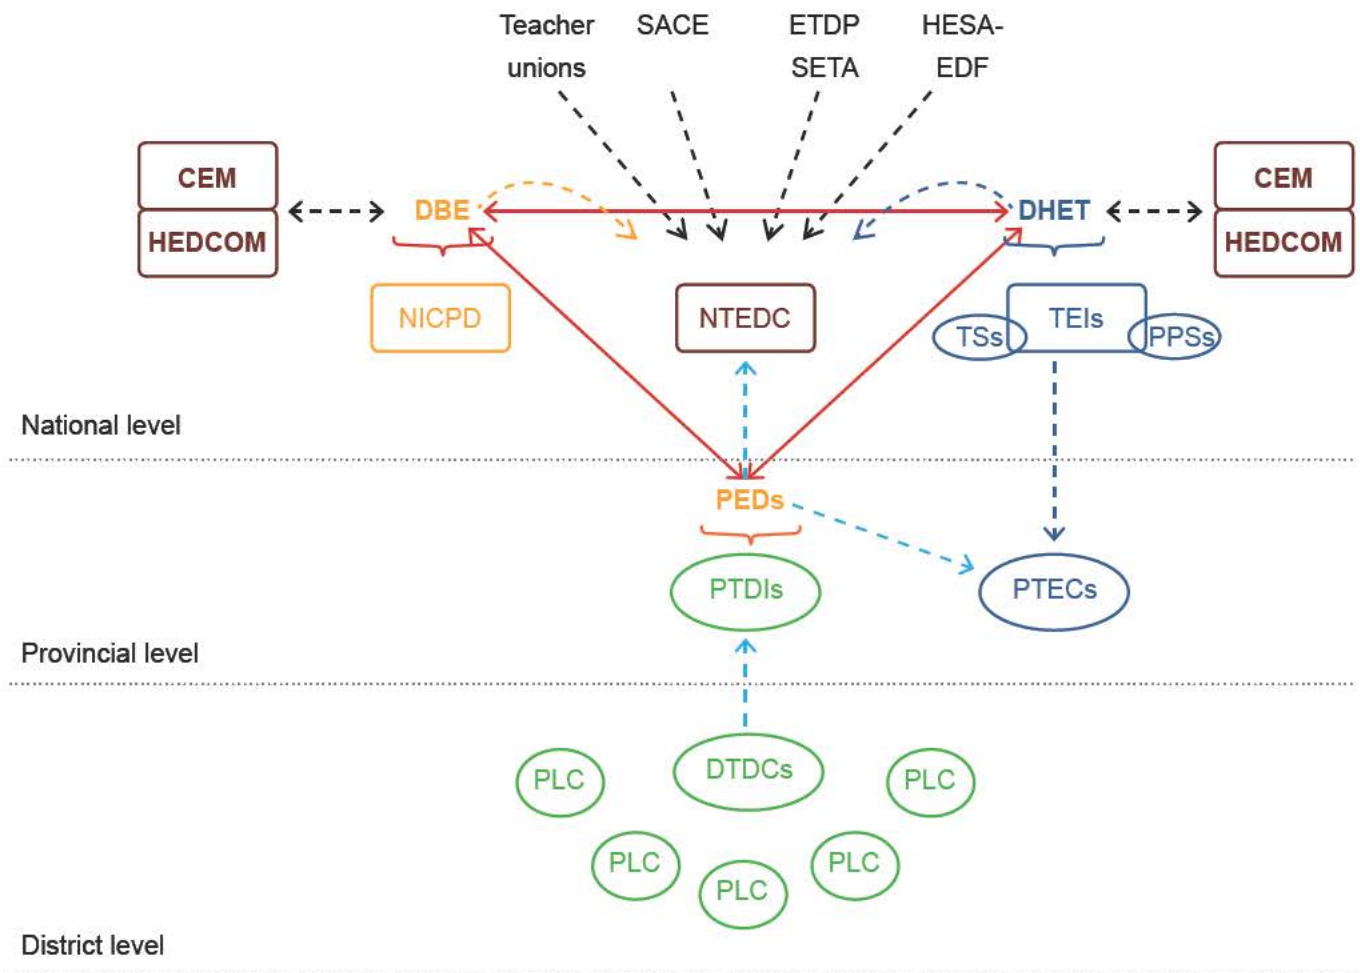 Teacher unions
SACE
ETDP SETA
HESA-EDF
CEM
HEDCOM
DBE
DHET
CEM
HEDCOM
NICPD
NTEDC
TSs
TEIs
PPSs
National level
PEDs
PTDIs
PTECs
Provincial level
DTDCs
PLC
PLC
PLC
PLC
PLC
District level